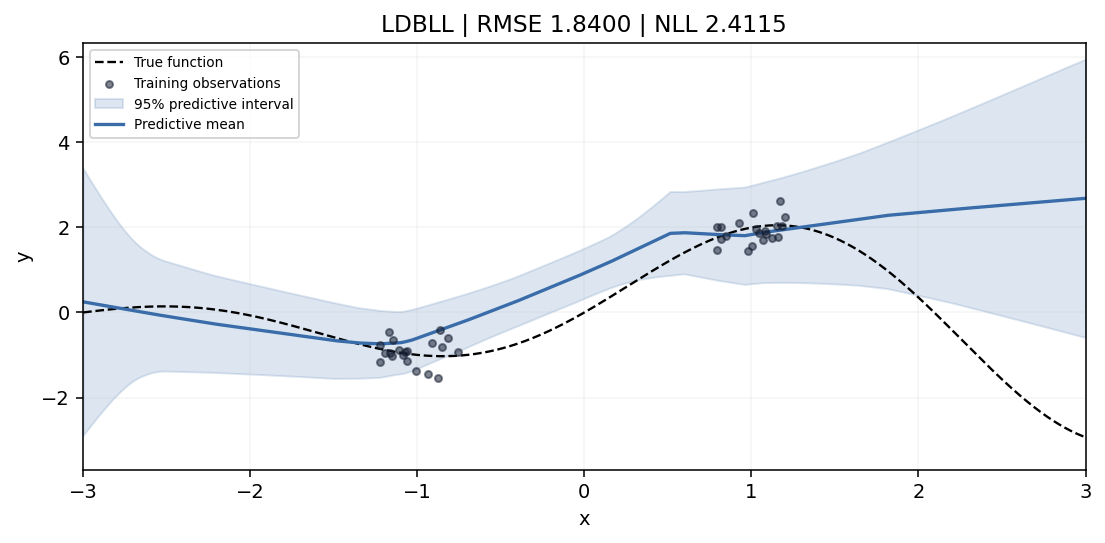 LDBLL | RMSE 1.8400 | NLL 2.4115
True function
Training observations
95% predictive interval
Predictive mean
y
6
4
2
0
−2
−3
−2
−1
0
1
2
3
x